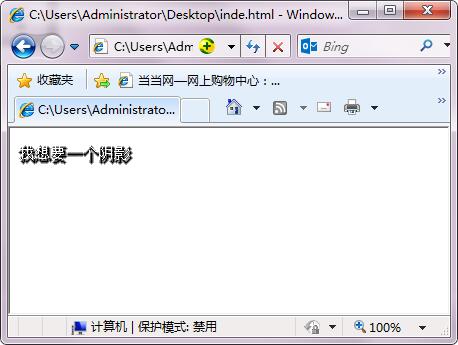 C:\Users\Administrator\Desktop\inde.html - Window...
C:\Users\Adm
Bing
收藏夹
当当网—网上购物中心：...
C:\Users\Administrato...
我想要一个阴影
计算机 | 保护模式: 禁用
100%